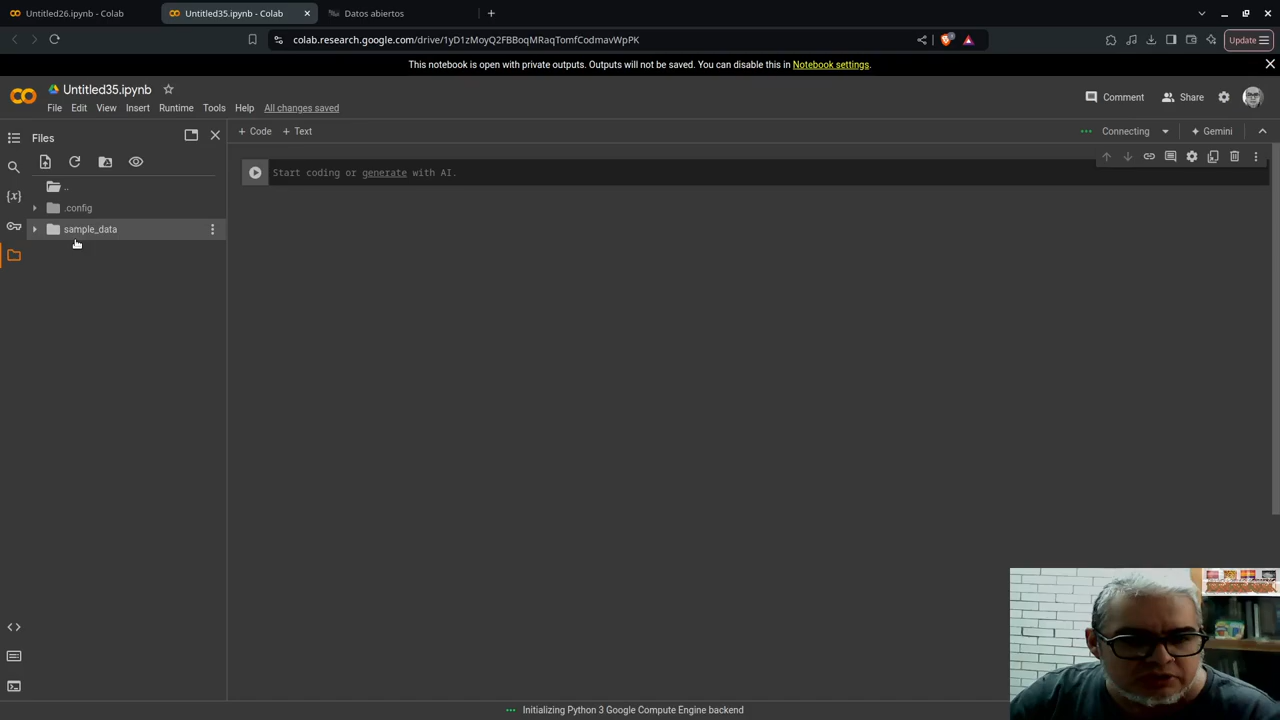 Untitled26.ipynb - Colab
Untitled35.ipynb - Colab
Datos abiertos
colab.research.google.com/drive/1yD1zMoyQ2FBBoqMRaqTomfCodmavWpPK
Update
This notebook is open with private outputs. Outputs will not be saved. You can disable this in Notebook settings.
Untitled35.ipynb
File Edit View Insert Runtime Tools Help All changes saved
Comment
Share
Files
+ Code + Text
Connecting
Gemini
..
Start coding or generate with AI.
.config
sample_data
Initializing Python 3 Google Compute Engine backend